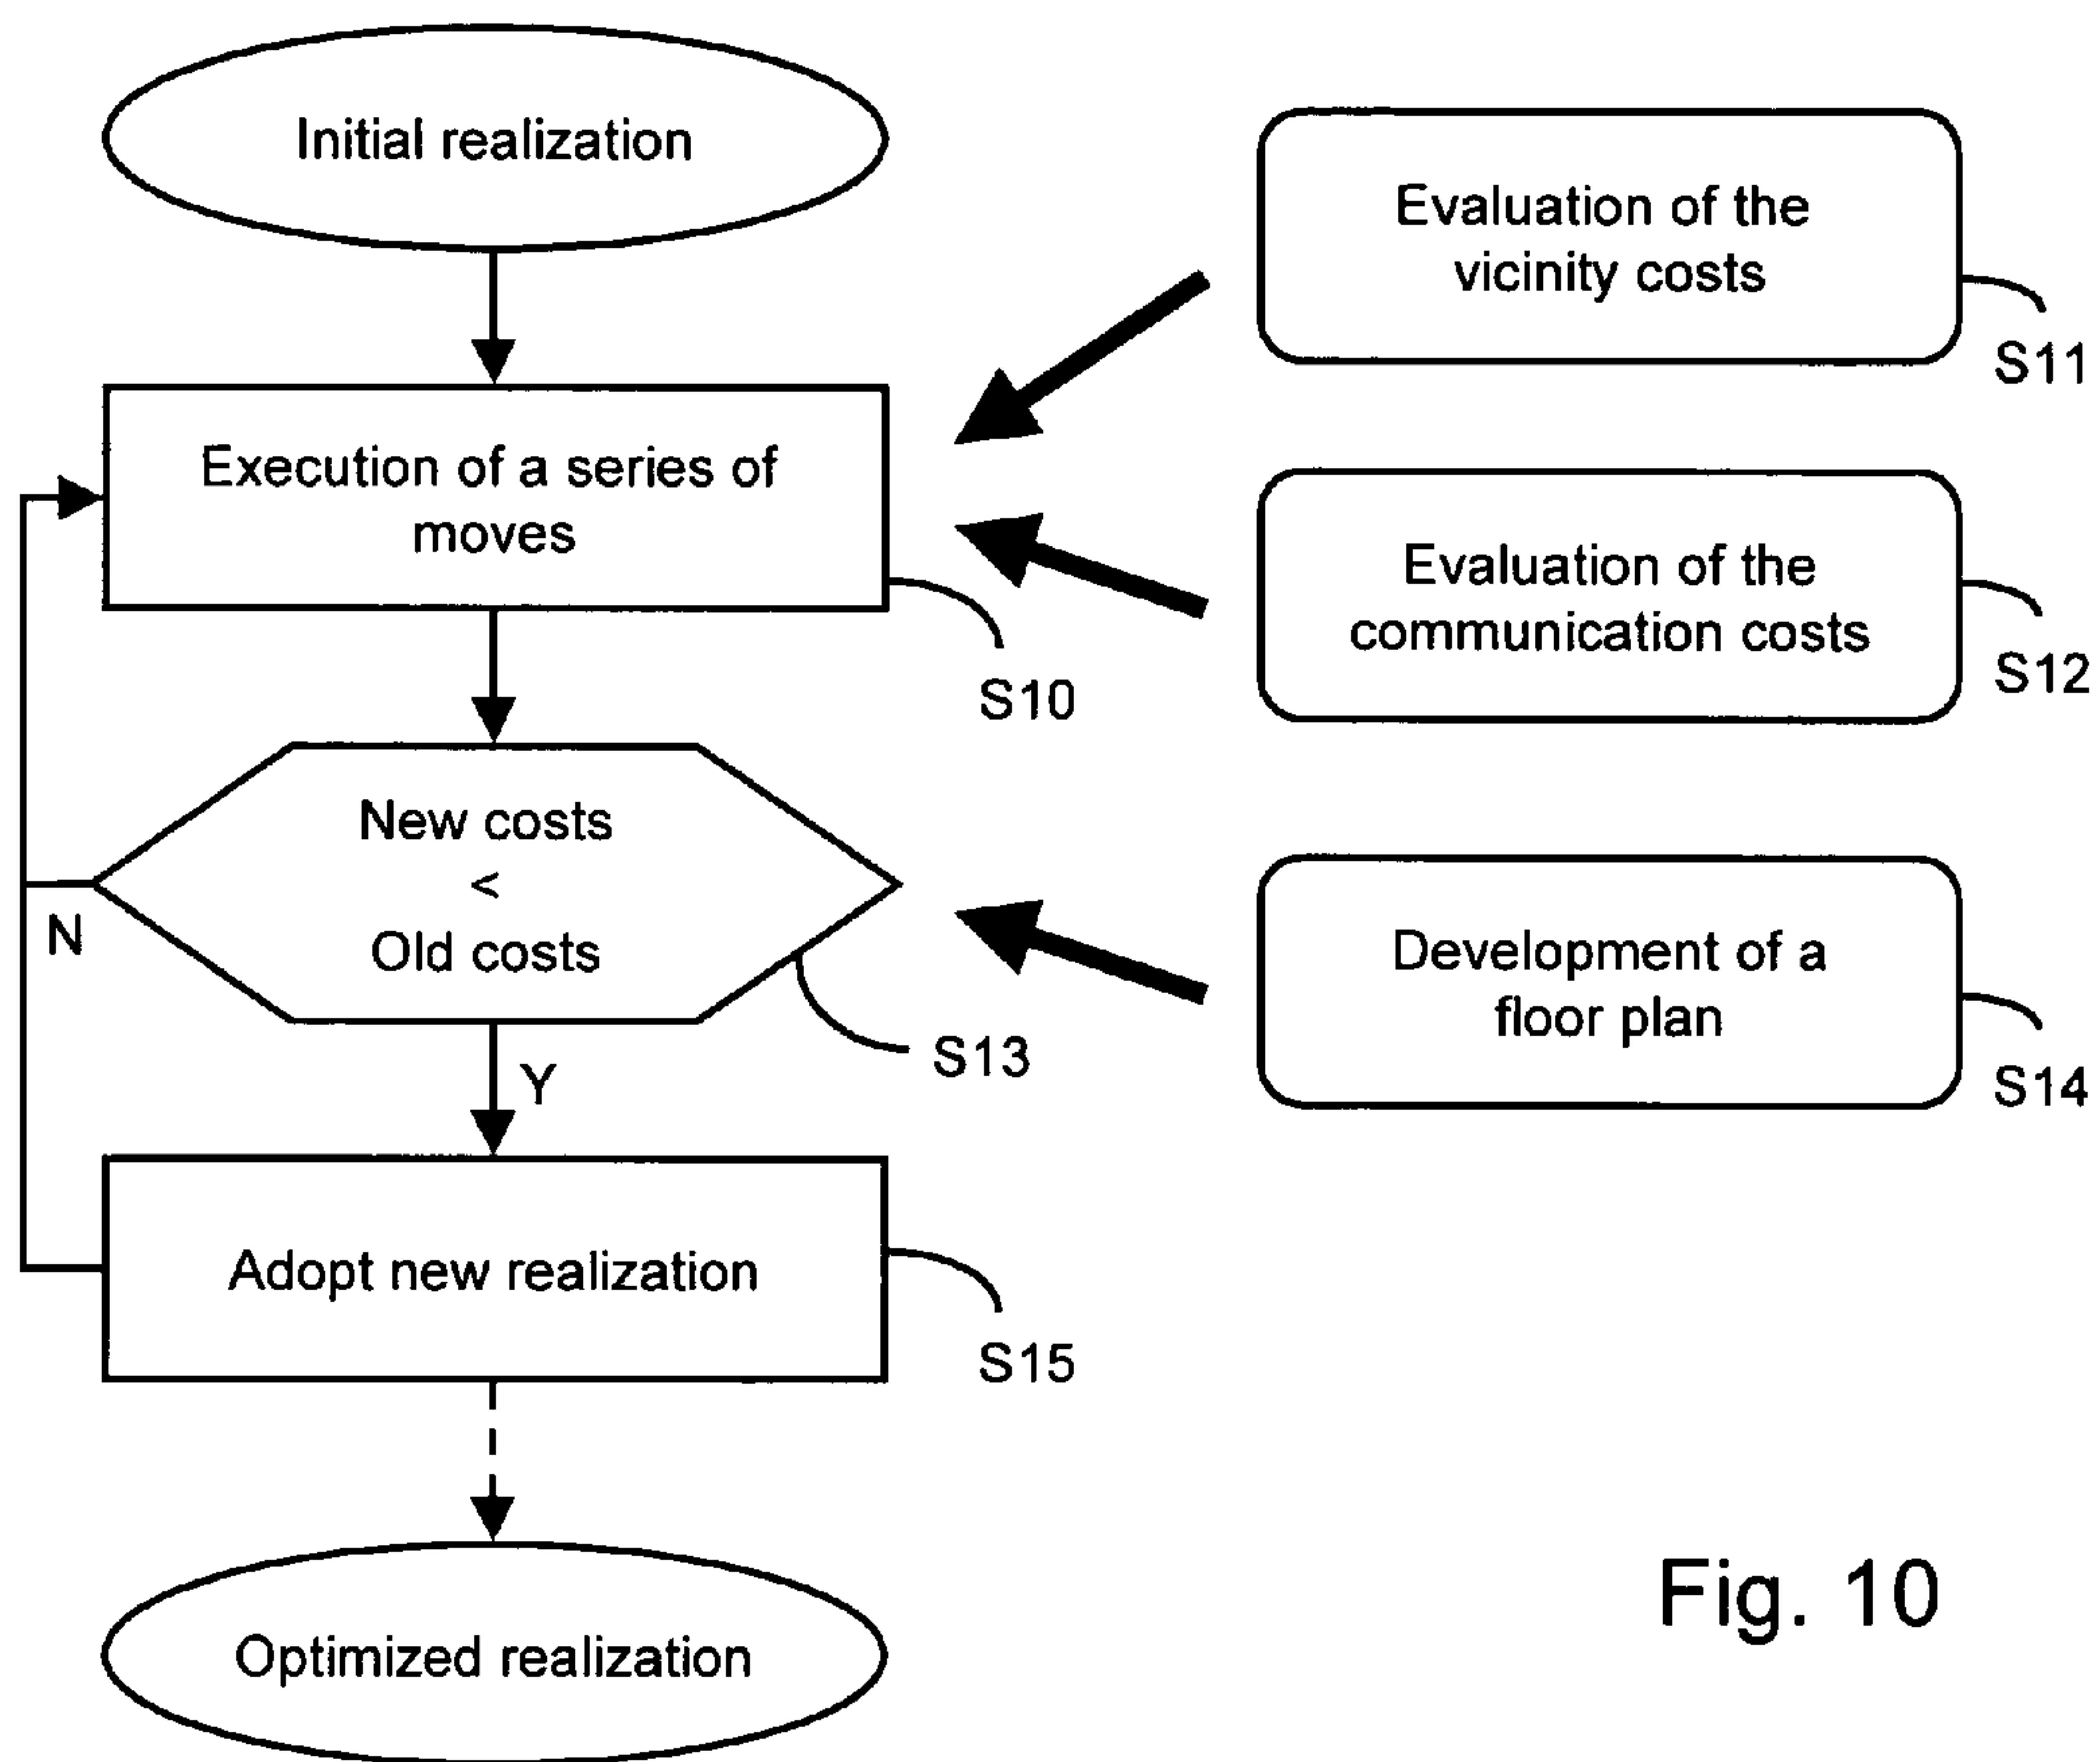 Initial realization
Execution of a series of
moves
S10
New costs
<
Old costs
N
Y
S13
Adopt new realization
S15
Optimized realization
Evaluation of the
vicinity costs
S11
Evaluation of the
communication costs
S12
Development of a
floor plan
S14
Fig. 10